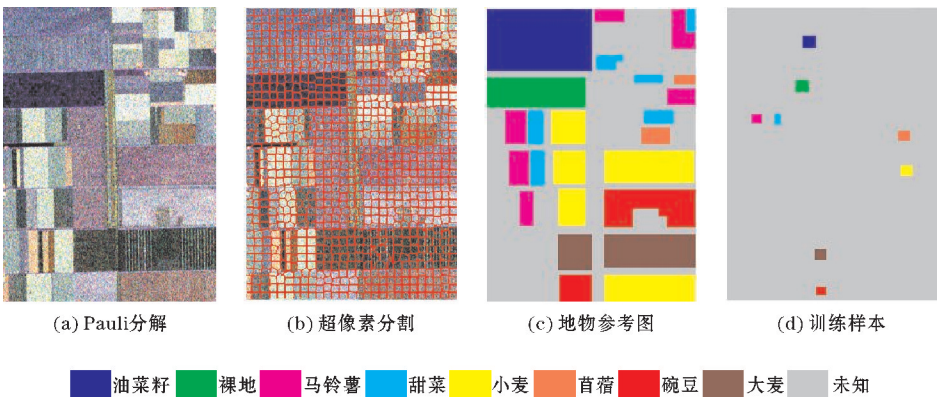 (a) Pauli分解 (b) 超像素分割 (c) 地物参考图 (d) 训练样本
油菜籽 裸地 马铃薯 甜菜 小麦 苜蓿 豌豆 大麦 未知